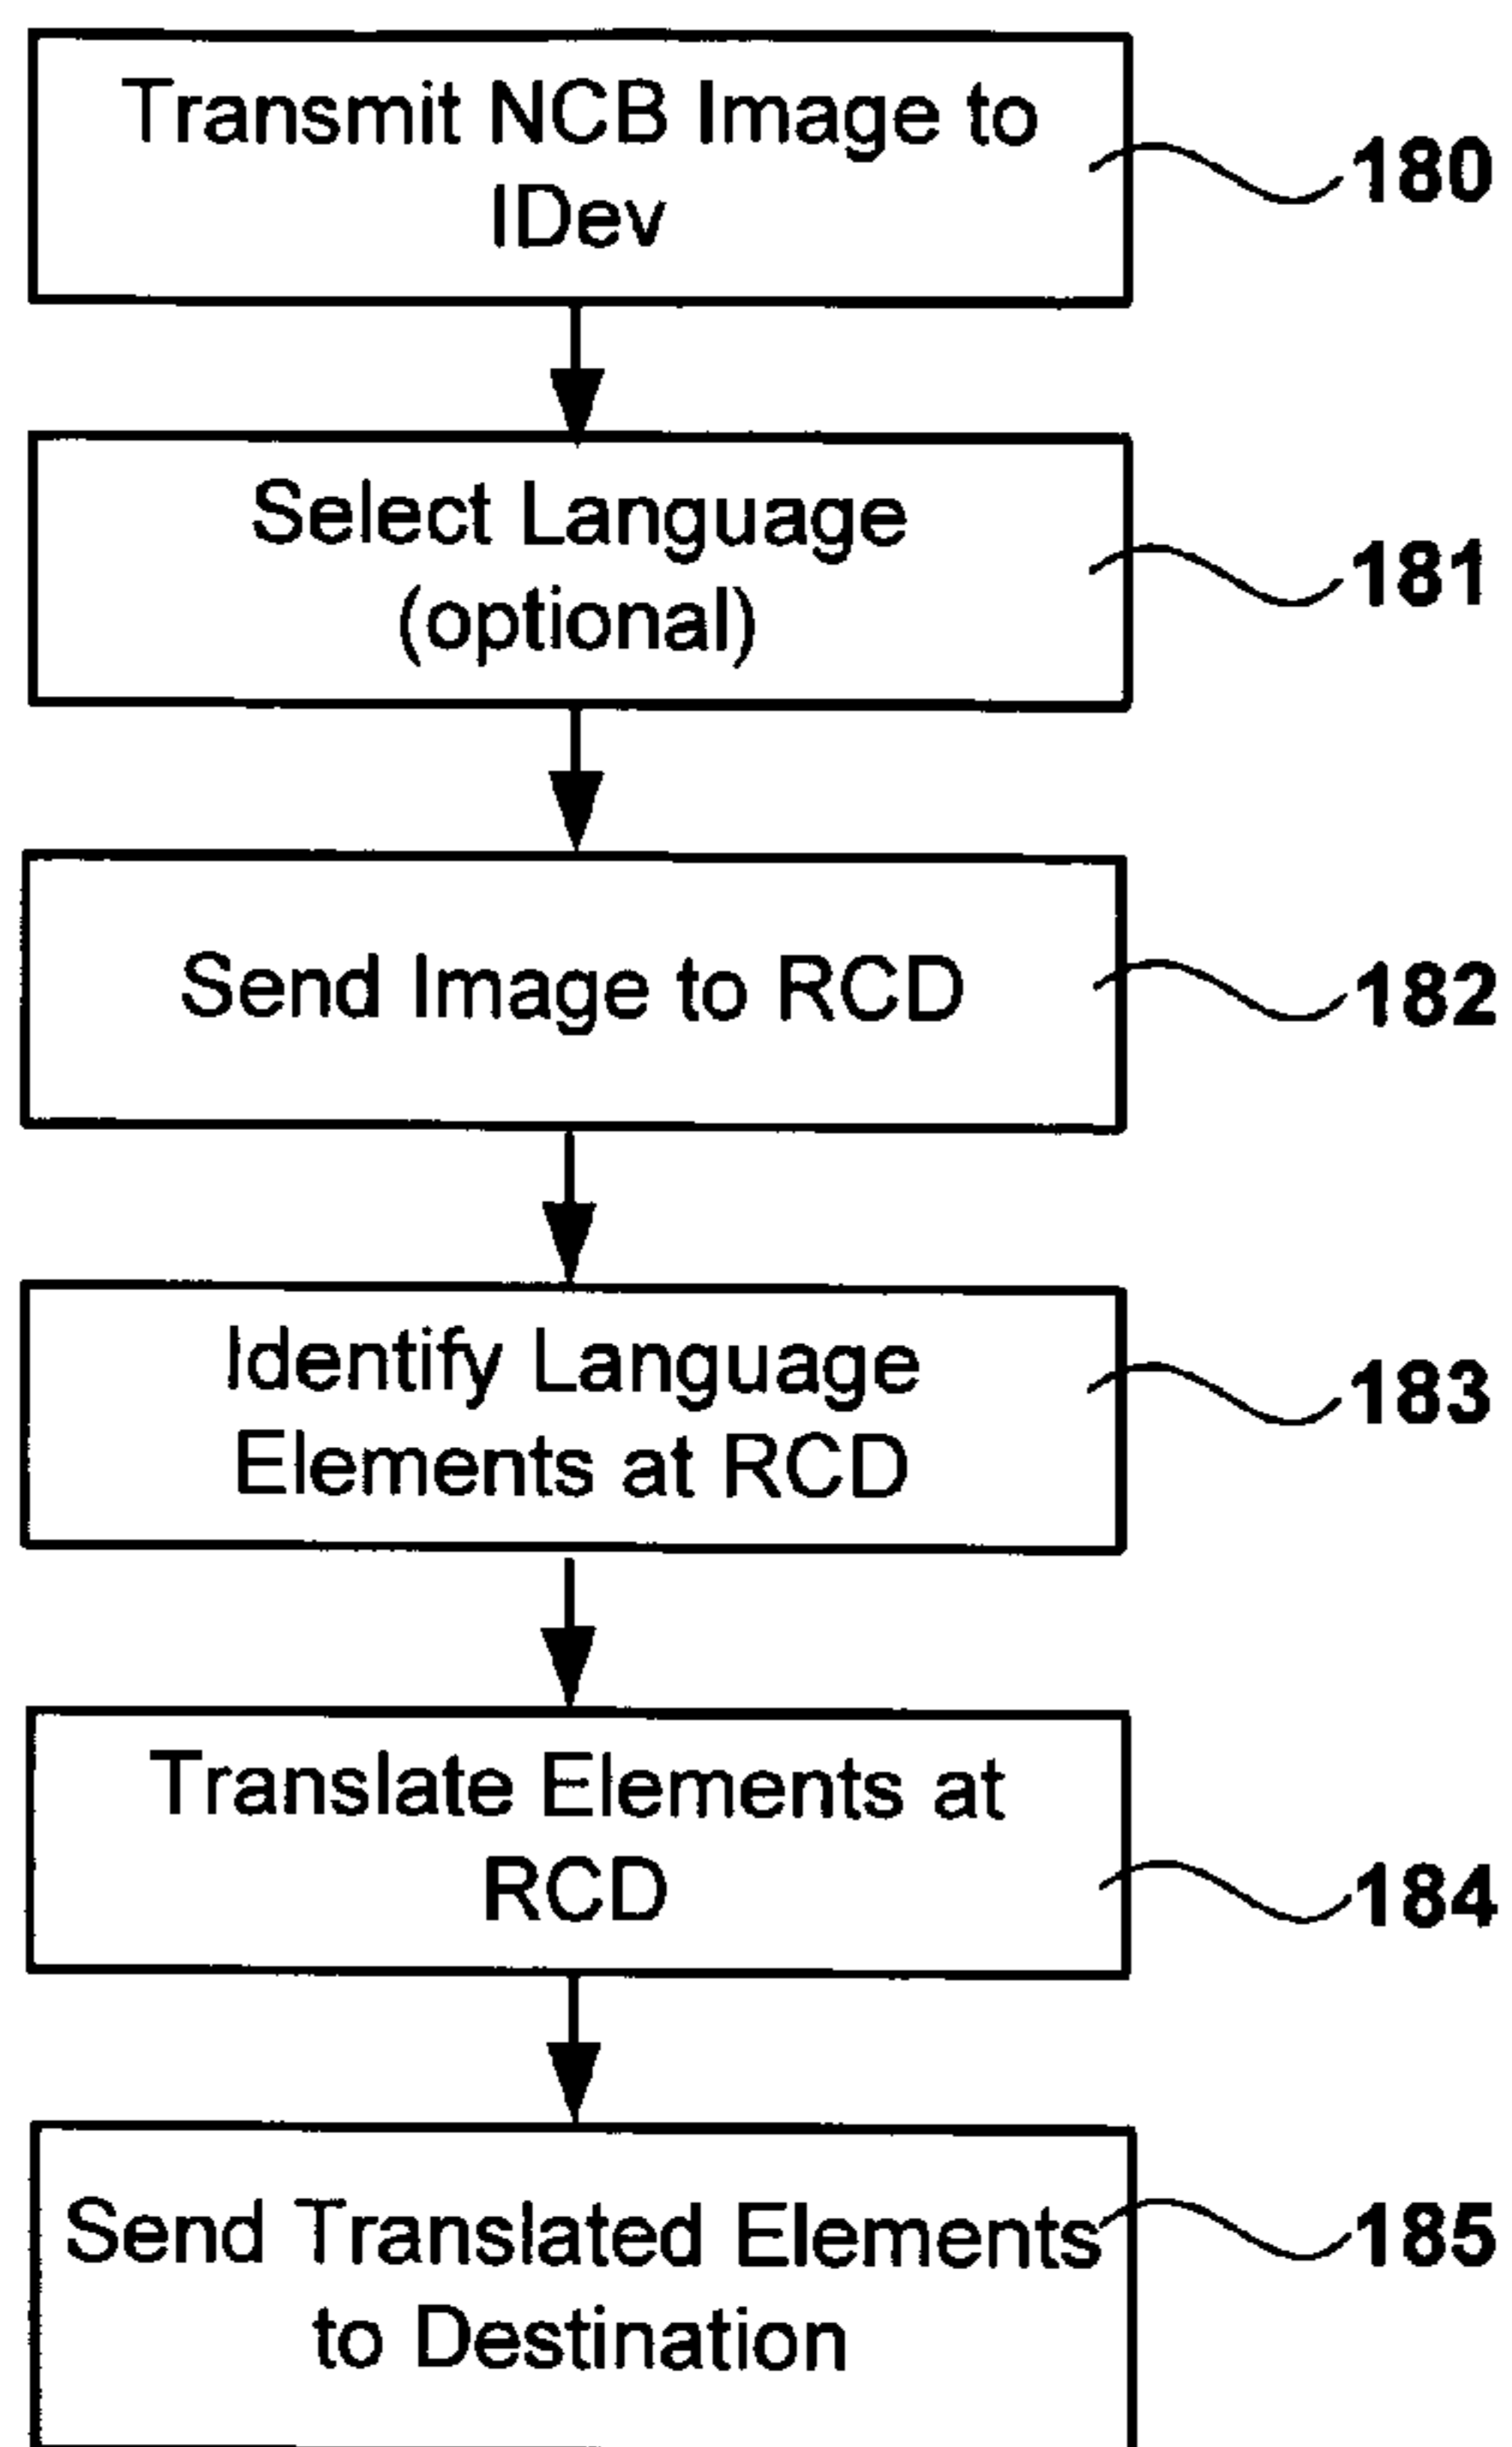 Transmit NCB Image to
IDev
180
Select Language
(optional)
181
Send Image to RCD
182
Identify Language
Elements at RCD
183
Translate Elements at
RCD
184
Send Translated Elements
to Destination
185